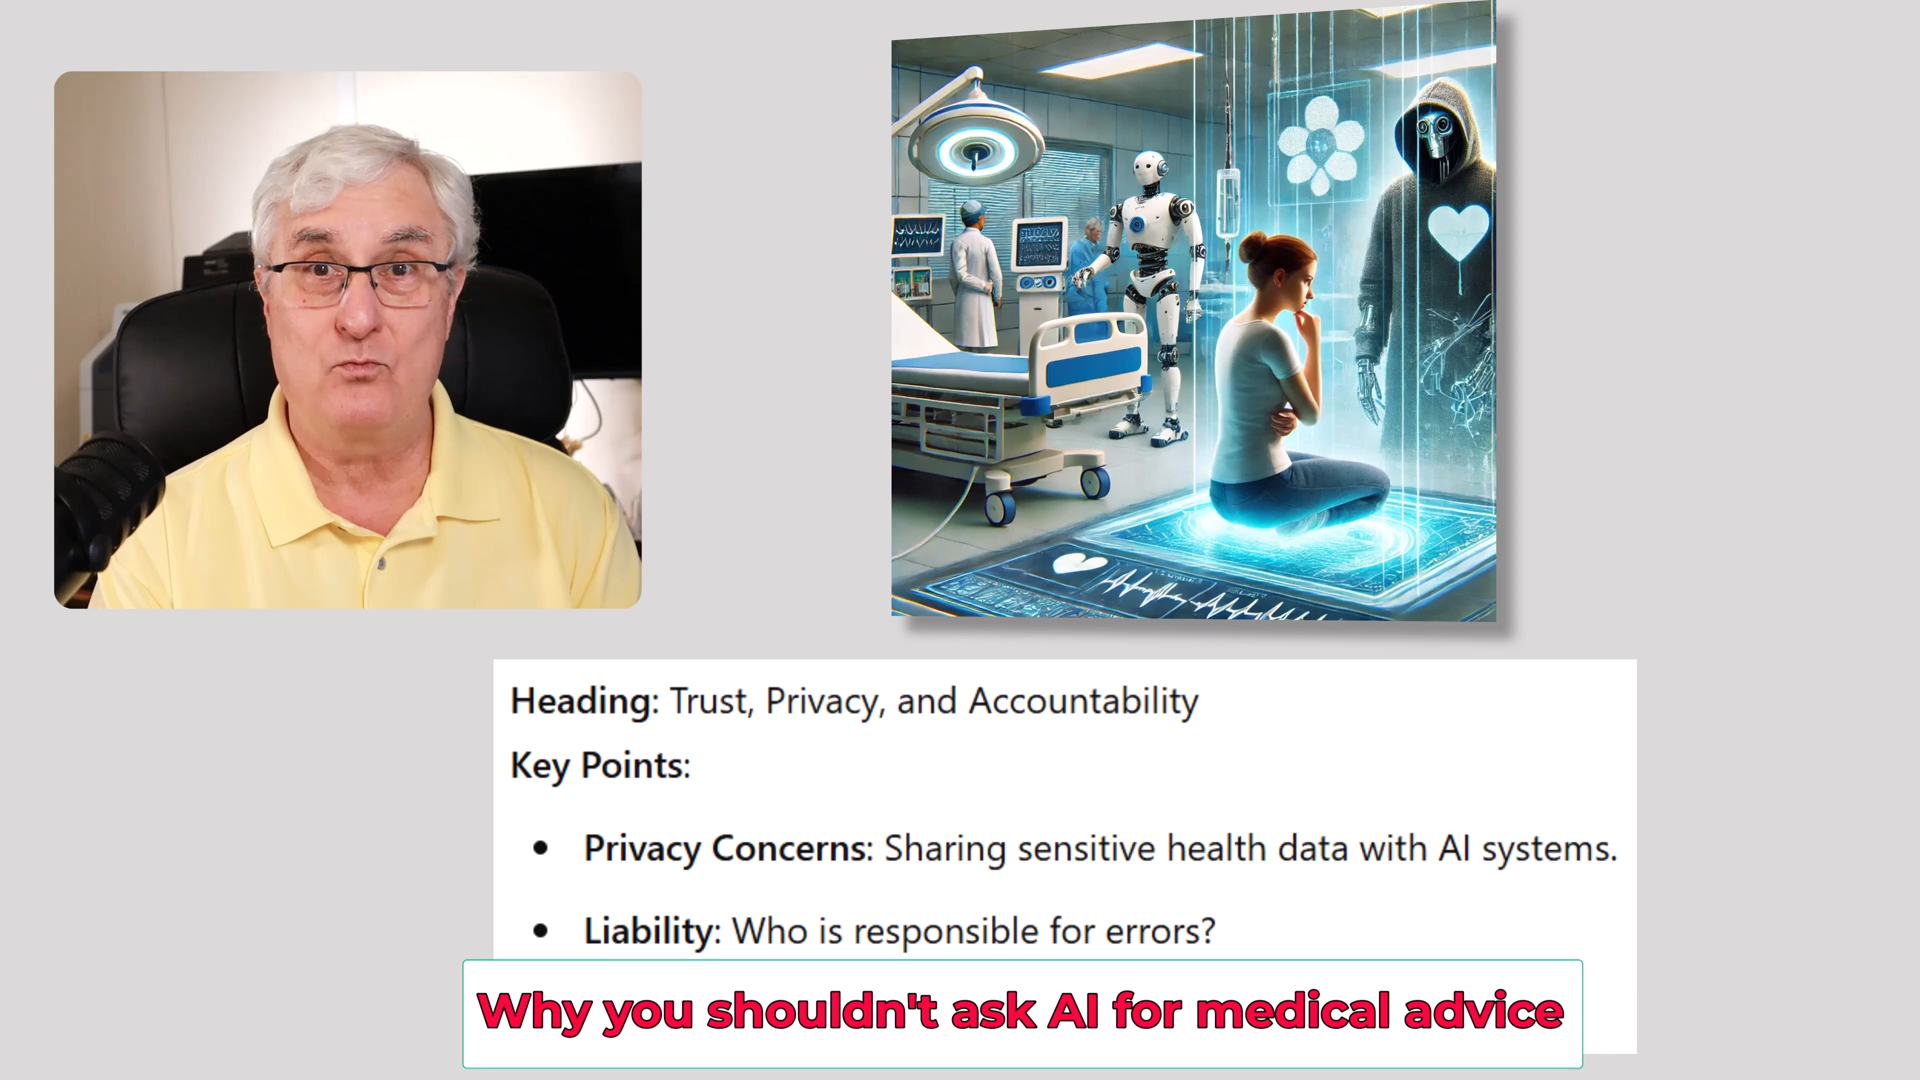 Heading: Trust, Privacy, and Accountability
Key Points:
• Privacy Concerns: Sharing sensitive health data with AI systems.
• Liability: Who is responsible for errors?
Why you shouldn't ask AI for medical advice